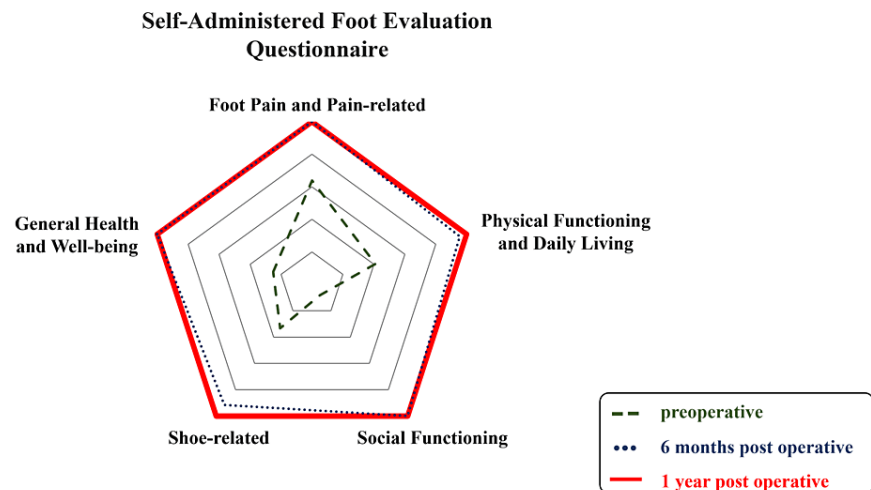 Self-Administered Foot Evaluation
Questionnaire
Foot Pain and Pain-related
General Health
and Well-being
Physical Functioning
and Daily Living
Shoe-related
Social Functioning
preoperative
6 months post operative
1 year post operative